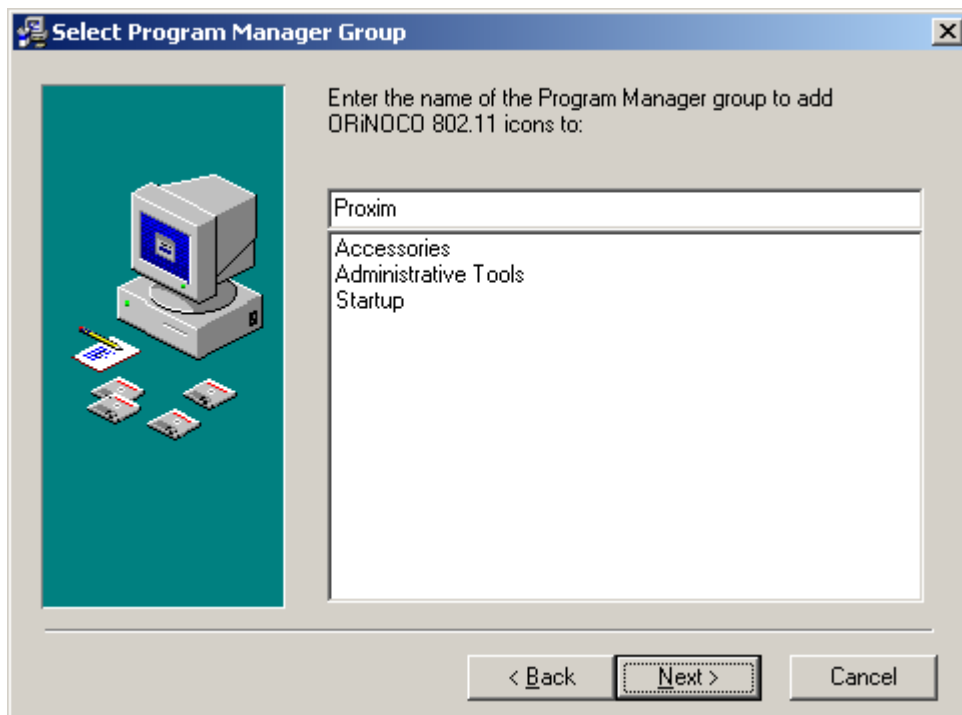 Select Program Manager Group
Enter the name of the Program Manager group to add
ORiNOCO 802.11 icons to:
Proxim
Accessories
Administrative Tools
Startup
< Back
Next >
Cancel